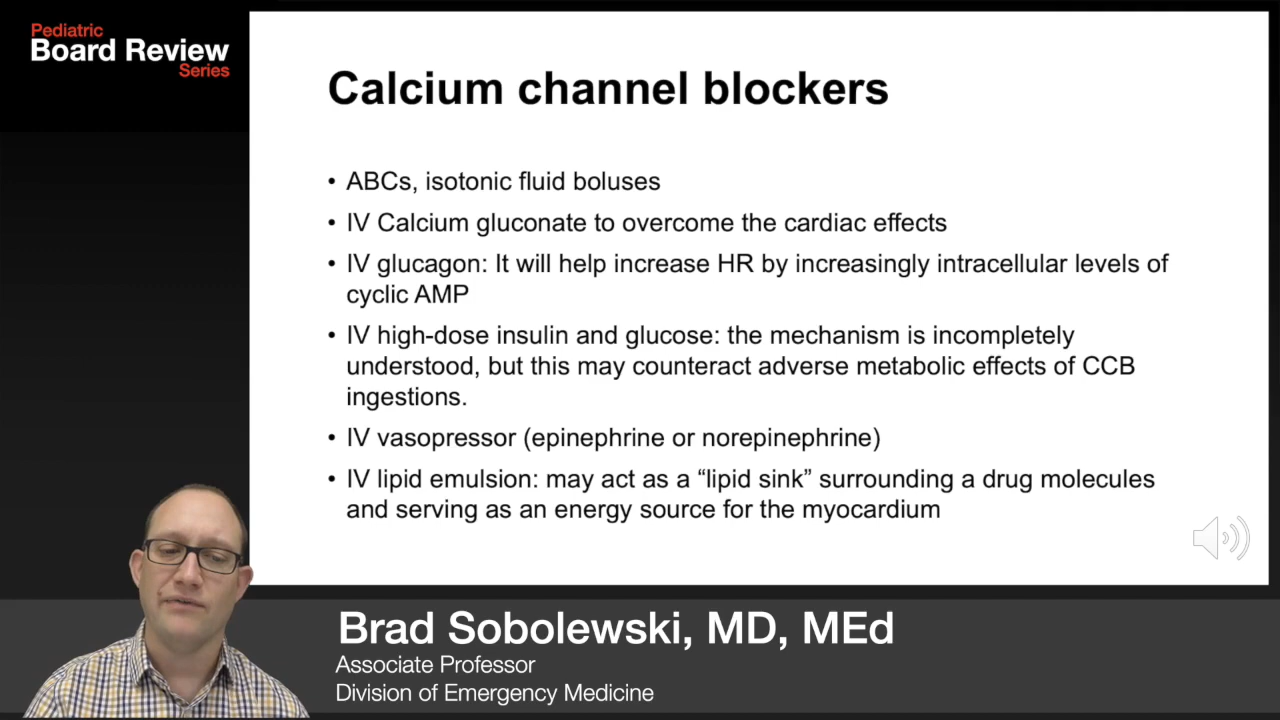 Pediatric
Board Review
Series
Calcium channel blockers
• ABCs, isotonic fluid boluses
• IV Calcium gluconate to overcome the cardiac effects
• IV glucagon: It will help increase HR by increasingly intracellular levels of
cyclic AMP
• IV high-dose insulin and glucose: the mechanism is incompletely
understood, but this may counteract adverse metabolic effects of CCB
ingestions.
• IV vasopressor (epinephrine or norepinephrine)
• IV lipid emulsion: may act as a “lipid sink” surrounding a drug molecules
and serving as an energy source for the myocardium
Brad Sobolewski, MD, MEd
Associate Professor
Division of Emergency Medicine